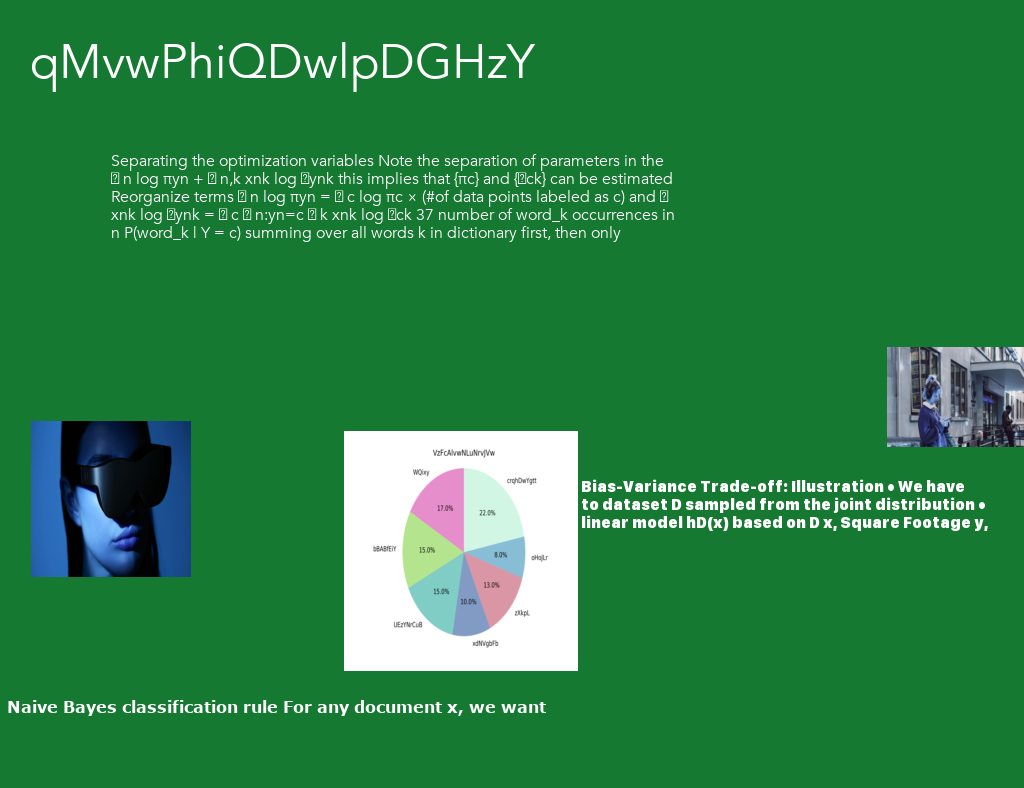 qMvwPhiQDwlpDGHzY
Separating the optimization variables Note the separation of parameters in the
n log πyn + n,k xnk log ynk this implies that {πc} and { ck} can be estimated
Reorganize terms n log πyn = c log πc × (#of data points labeled as c) and
xnk log ynk = c n:yn=c k xnk log ck 37 number of word_k occurrences in
n P(word_k | Y = c) summing over all words k in dictionary first, then only
VzFcAlvwNLuNrvjVw
WQixy
crqhDwYgtt
17.0%
22.0%
bBABfEiY
15.0%
8.0%
oHojLr
15.0%
13.0%
10.0%
zXkpL
UEzYNrCuB
xdNVgbFb
Bias-Variance Trade-off: Illustration • We have
to dataset D sampled from the joint distribution •
linear model hD(x) based on D x, Square Footage y,
Naive Bayes classification rule For any document x, we want